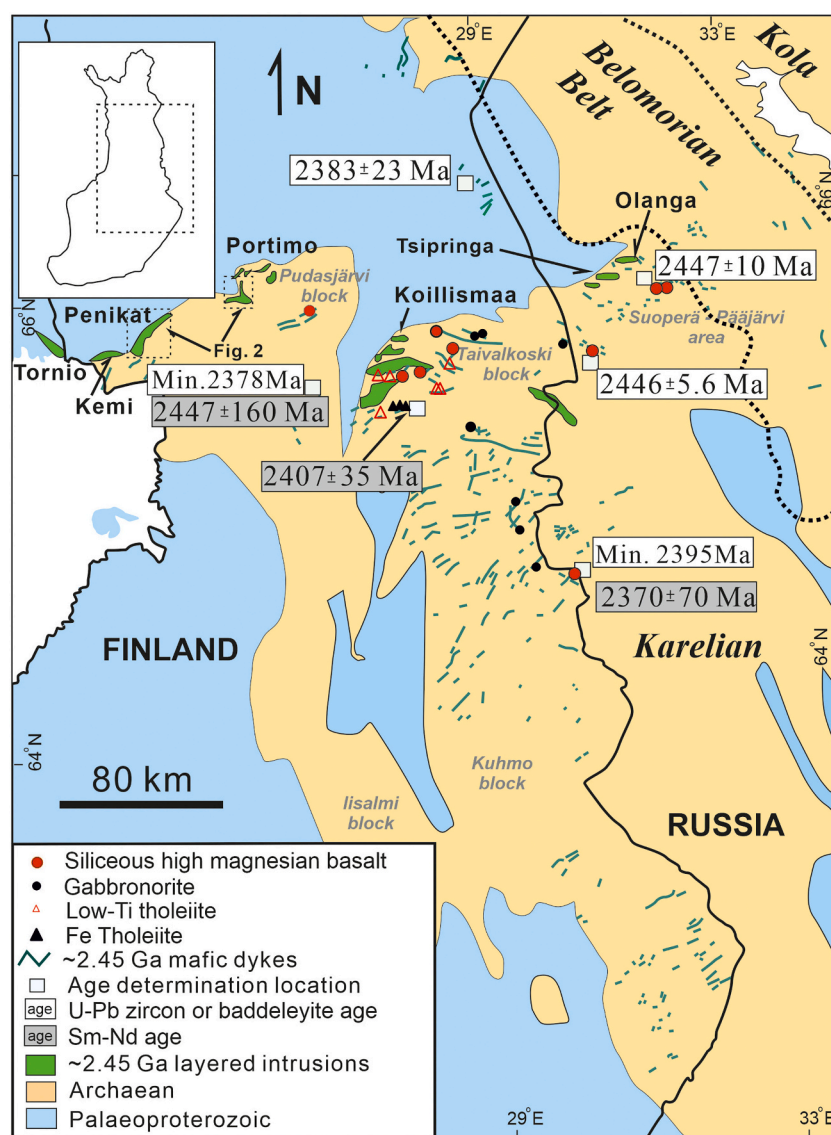 29°E
33°E
Kola
Belomorian
Belt
N
2383±23 Ma
66°N
Olanga
Portimo
Tsipringa
2447±10 Ma
Pudasjärvi
block
Koillismaa
Suoperä - Pääjärvi
area
66°N
Penikat
Fig. 2
Taivalkoski
block
Tornio
Kemi
Min.2378Ma
2446±5.6 Ma
2447±160 Ma
2407±35 Ma
Min. 2395Ma
2370±70 Ma
FINLAND
Karelian
64°N
64°N
80 km
Kuhmo
block
Iisalmi
block
RUSSIA
Siliceous high magnesian basalt
Gabbronorite
Low-Ti tholeiite
Fe Tholeiite
~2.45 Ga mafic dykes
Age determination location
age U-Pb zircon or baddeleyite age
age Sm-Nd age
~2.45 Ga layered intrusions
Archaean
Palaeoproterozoic
29°E
33°E